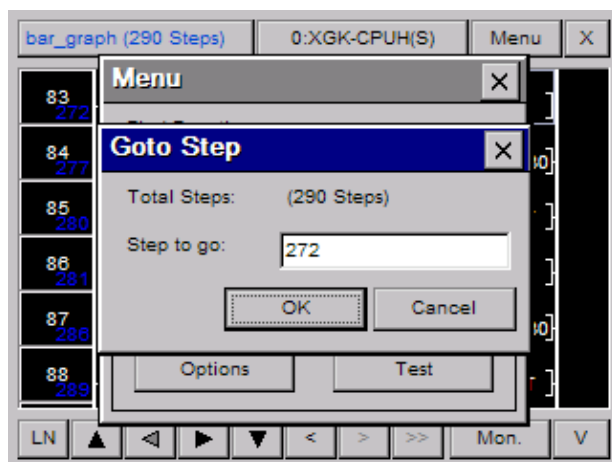 bar_graph (290 Steps) 0:XGK-CPUH(S) Menu X
Menu X
83
272
Goto Step X
84
277
Total Steps: (290 Steps)
85
280
Step to go: 272
86
281
OK Cancel
87
286
Options Test
88
289
LN < > >> Mon. V